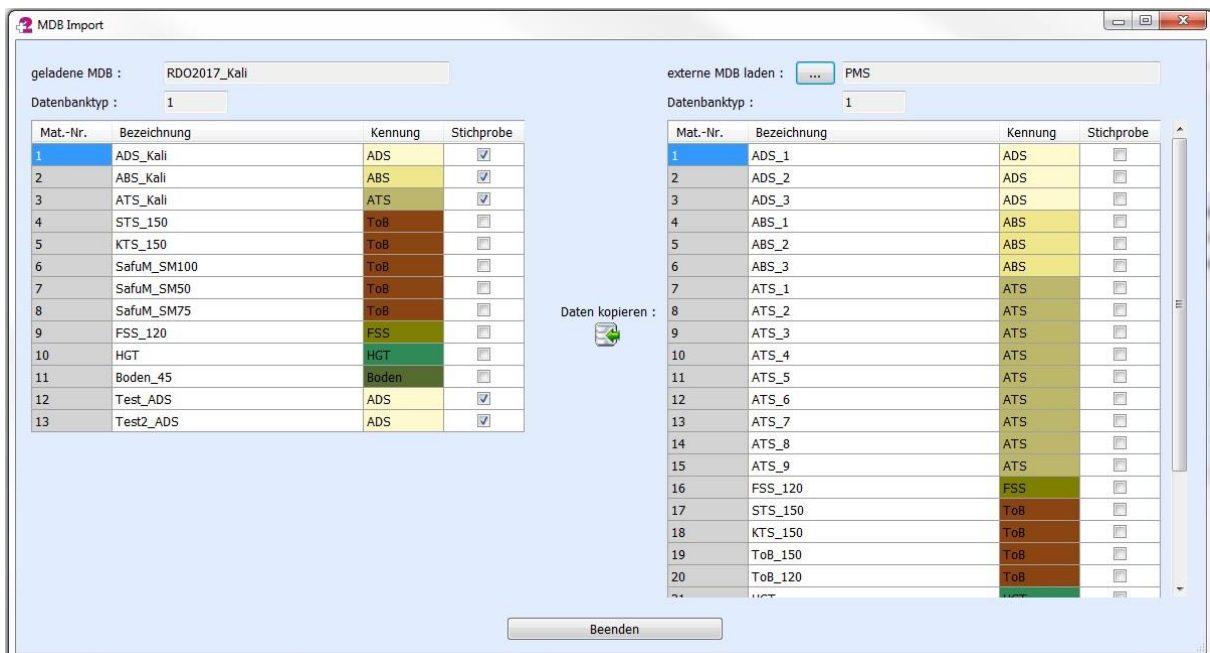 MDB Import
geladene MDB : RDO2017_Kali
Datenbanktyp : 1
Mat.-Nr. Bezeichnung Kennung Stichprobe
1 ADS_Kali ADS
2 ABS_Kali ABS
3 ATS_Kali ATS
4 STS_150 ToB
5 KTS_150 ToB
6 SafuM_SM100 ToB
7 SafuM_SM50 ToB
8 SafuM_SM75 ToB
9 FSS_120 FSS
10 HGT HGT
11 Boden_45 Boden
12 Test_ADS ADS
13 Test2_ADS ADS
Daten kopieren :
externe MDB laden : ... PMS
Datenbanktyp : 1
Mat.-Nr. Bezeichnung Kennung Stichprobe
1 ADS_1 ADS
2 ADS_2 ADS
3 ADS_3 ADS
4 ABS_1 ABS
5 ABS_2 ABS
6 ABS_3 ABS
7 ATS_1 ATS
8 ATS_2 ATS
9 ATS_3 ATS
10 ATS_4 ATS
11 ATS_5 ATS
12 ATS_6 ATS
13 ATS_7 ATS
14 ATS_8 ATS
15 ATS_9 ATS
16 FSS_120 FSS
17 STS_150 ToB
18 KTS_150 ToB
19 ToB_150 ToB
20 ToB_120 ToB
21 HGT HGT
Beenden